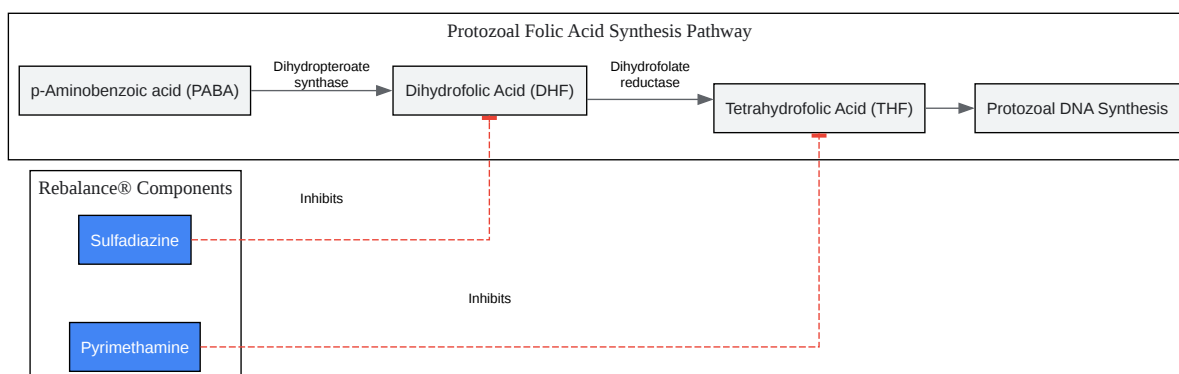 Protozoal Folic Acid Synthesis Pathway
p-Aminobenzoic acid (PABA)
Dihydropteroate
synthase
Dihydrofolic Acid (DHF)
Dihydrofolate
reductase
Tetrahydrofolic Acid (THF)
Protozoal DNA Synthesis
Rebalance® Components
Inhibits
Sulfadiazine
Inhibits
Pyrimethamine